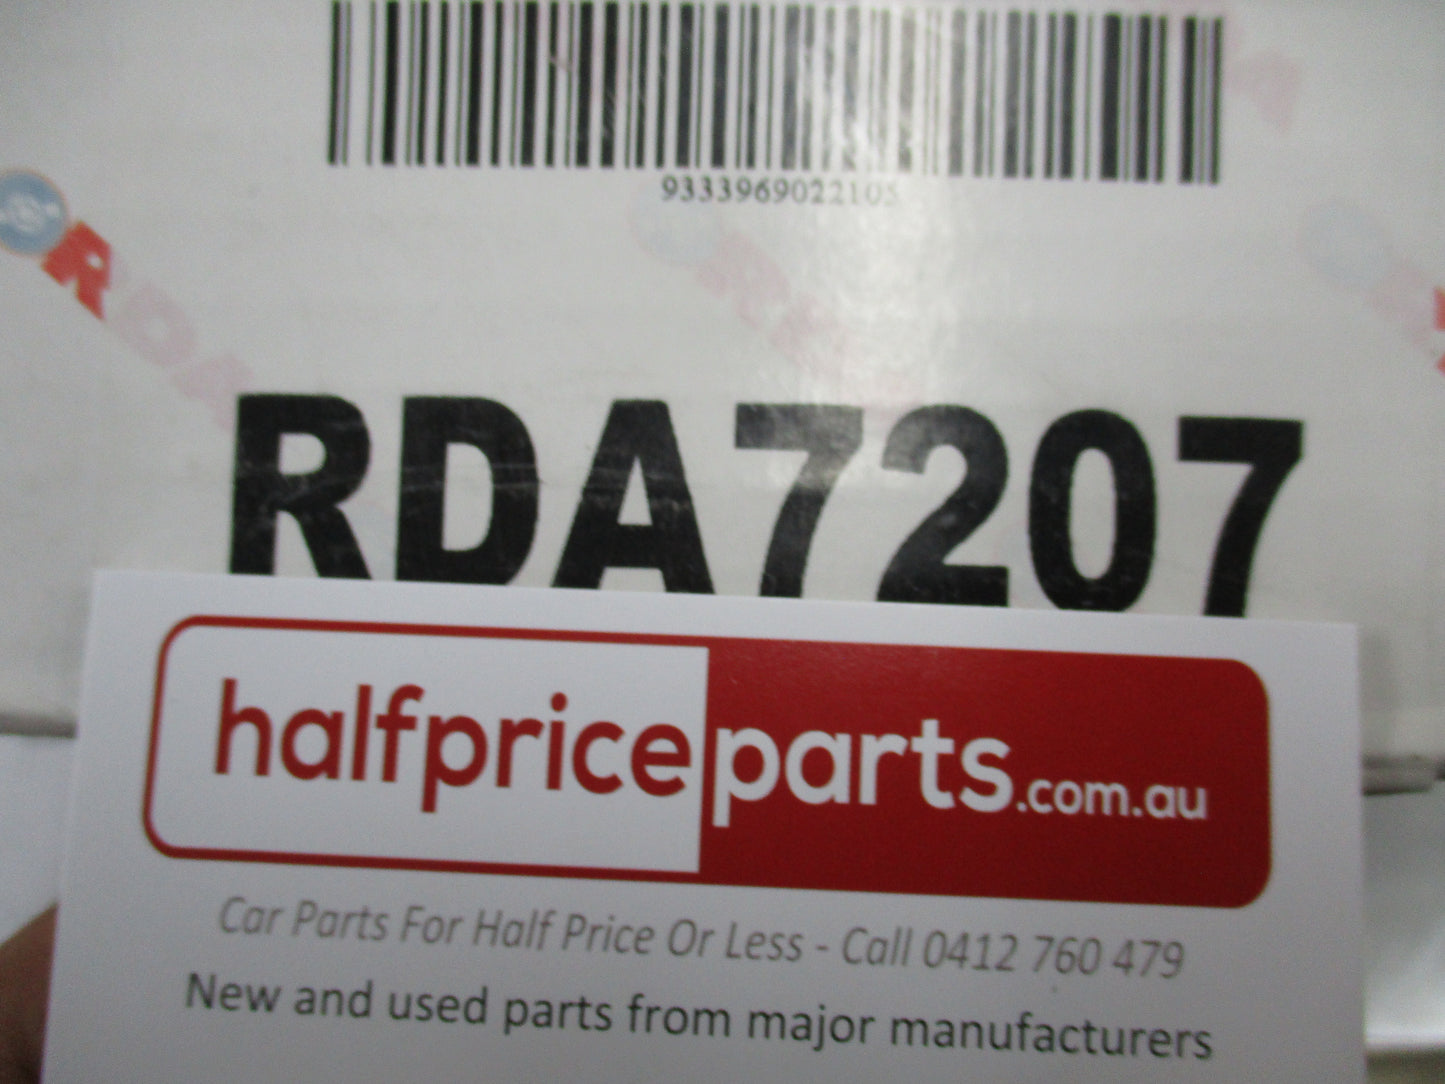 9333969022105
RDA
RDA7207
halfpriceparts.com.au
Car Parts For Half Price Or Less - Call 0412 760 479
New and used parts from major manufacturers